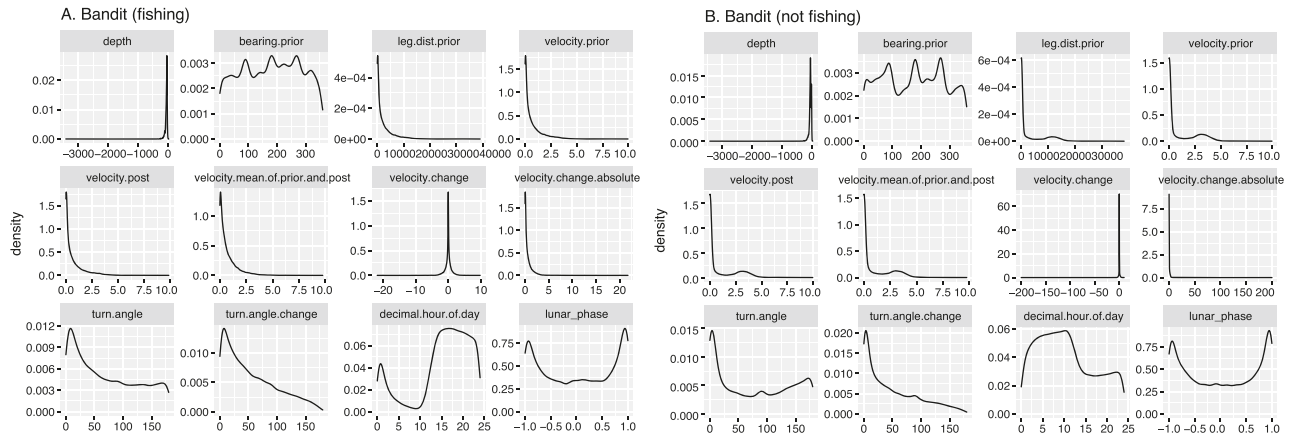 A. Bandit (fishing)
depth
bearing.prior
leg.dist.prior
velocity.prior
0.02
0.01
0.00
−3000−2000−1000 0
0.003
0.002
0.001
0.000
0 100 200 300
4e−04
2e−04
0e+00
0 10000200003000040000
1.5
1.0
0.5
0.0
0.0 2.5 5.0 7.5 10.0
velocity.post
velocity.mean.of.prior.and.post
velocity.change
velocity.change.absolute
density
1.5
1.0
0.5
0.0
0.0 2.5 5.0 7.5 10.0
1.0
0.5
0.0
0.0 2.5 5.0 7.5 10.0
1.5
1.0
0.5
0.0
−20 −10 0 10
1.5
1.0
0.5
0.0
0 5 10 15 20
turn.angle
turn.angle.change
decimal.hour.of.day
lunar_phase
0.012
0.009
0.006
0.003
0.000
0 50 100 150
0.010
0.005
0.000
0 50 100 150
0.06
0.04
0.02
0.00
0 5 10 15 20 25
0.75
0.50
0.25
0.00
−1.0 −0.5 0.0 0.5 1.0
B. Bandit (not fishing)
depth
bearing.prior
leg.dist.prior
velocity.prior
0.015
0.010
0.005
0.000
−3000−2000−1000 0
0.003
0.002
0.001
0.000
0 100 200 300
6e−04
4e−04
2e−04
0e+00
0 100002000030000
1.5
1.0
0.5
0.0
0.0 2.5 5.0 7.5 10.0
velocity.post
velocity.mean.of.prior.and.post
velocity.change
velocity.change.absolute
density
1.5
1.0
0.5
0.0
0.0 2.5 5.0 7.5 10.0
1.5
1.0
0.5
0.0
0.0 2.5 5.0 7.5 10.0
60
40
20
0
−200−150−100−50 0
7.5
5.0
2.5
0.0
0 50 100 150 200
turn.angle
turn.angle.change
decimal.hour.of.day
lunar_phase
0.015
0.010
0.005
0.000
0 50 100 150
0.020
0.015
0.010
0.005
0.000
0 50 100 150
0.06
0.04
0.02
0.00
0 5 10 15 20 25
0.75
0.50
0.25
0.00
−1.0 −0.5 0.0 0.5 1.0